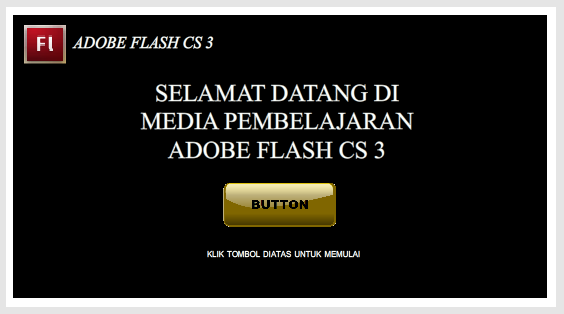 Fl
ADOBE FLASH CS 3
SELAMAT DATANG DI
MEDIA PEMBELAJARAN
ADOBE FLASH CS 3
BUTTON
KLIK TOMBOL DIATAS UNTUK MEMULAI